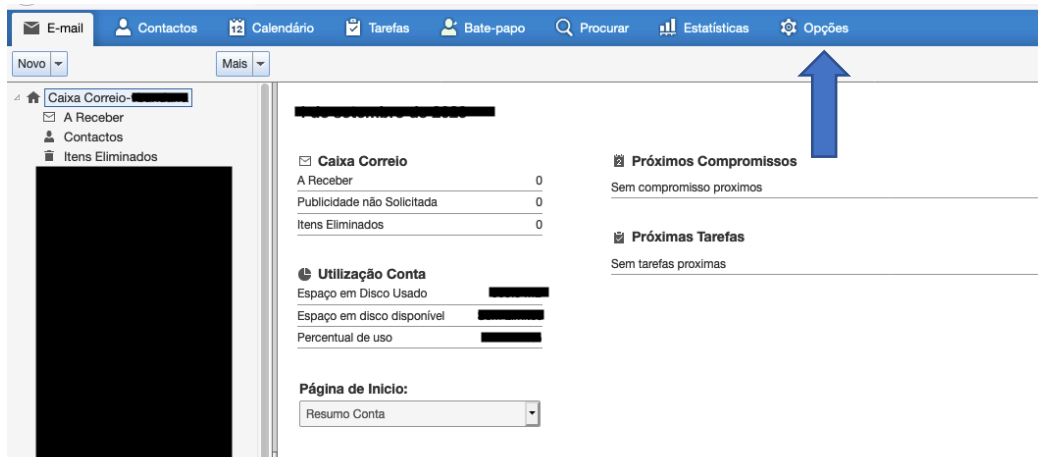 E-mail Contactos 12 Calendário Tarefas Bate-papo Procurar Estatísticas Opções
Novo Mais
Caixa Correio-
A Receber
Contactos
Itens Eliminados
Caixa Correio
A Receber 0
Publicidade não Solicitada 0
Itens Eliminados 0
Utilização Conta
Espaço em Disco Usado
Espaço em disco disponível
Percentual de uso
Página de Inicio:
Resumo Conta
Próximos Compromissos
Sem compromisso proximos
Próximas Tarefas
Sem tarefas proximas